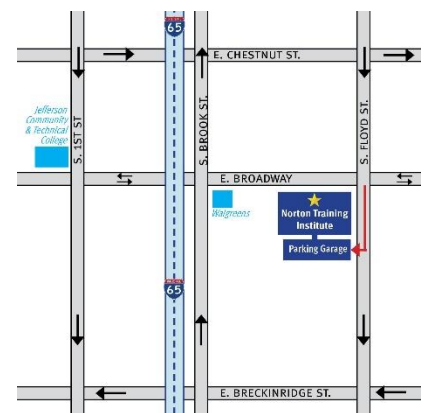 65
E. CHESTNUT ST.
Jefferson
Community
& Technical
College
S. 1ST ST
S. BROOK ST.
S. FLOYD ST.
E. BROADWAY
Walgreens
Norton Training
Institute
Parking Garage
65
E. BRECKINRIDGE ST.